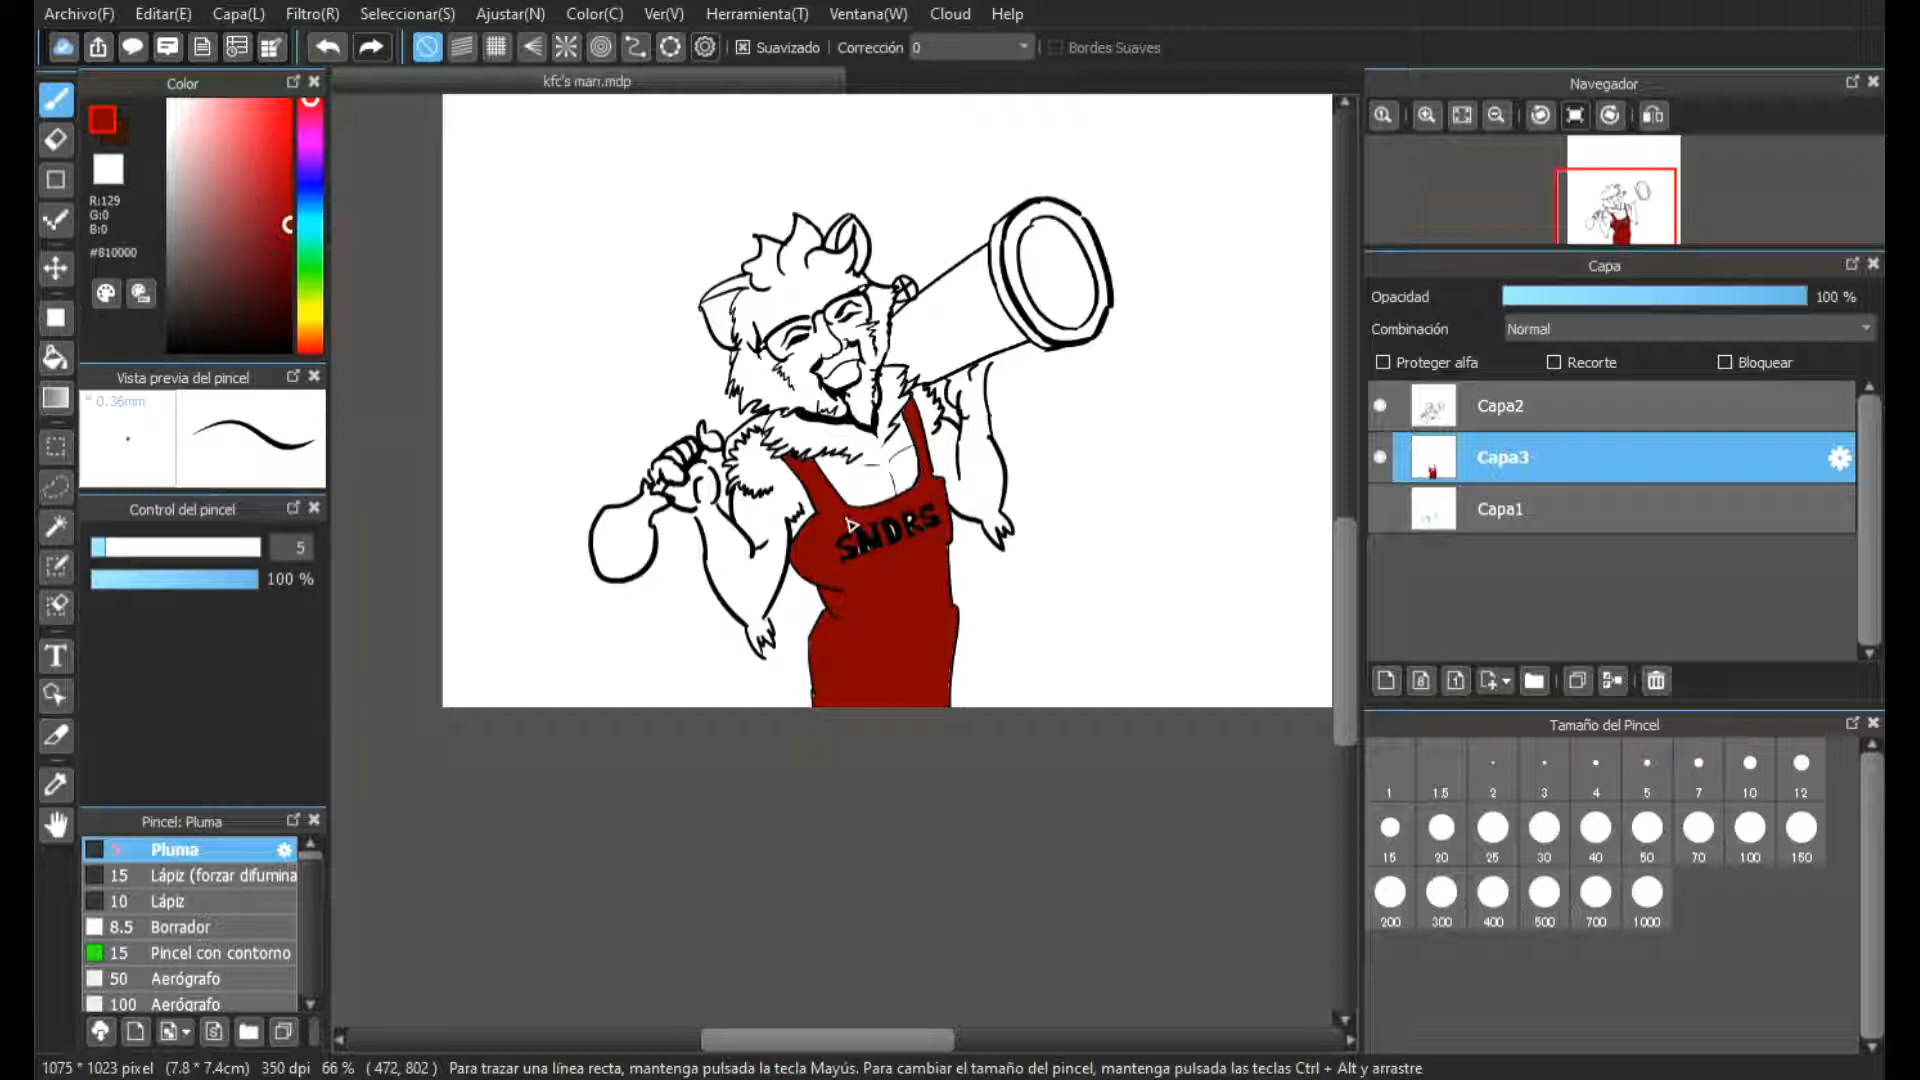 Archivo(F) Editar(E) Capa(L) Filtro(R) Seleccionar(S) Ajustar(N) Color(C) Ver(V) Herramienta(T) Ventana(W) Cloud Help
Suavizado Corrección 0 Bordes Suaves
Color
kfc's man.mdp
R:129
G:0
B:0
#810000
Vista previa del pincel
0.36mm
Control del pincel
5
100 %
Pincel: Pluma
5 Pluma
15 Lápiz (forzar difumina
10 Lápiz
8.5 Borrador
15 Pincel con contorno
50 Aerógrafo
100 Aerógrafo
SNDRS
Navegador
Capa
Opacidad 100 %
Combinación Normal
Proteger alfa Recorte Bloquear
Capa2
Capa3
Capa1
Tamaño del Pincel
1 1.5 2 3 4 5 7 10 12
15 20 25 30 40 50 70 100 150
200 300 400 500 700 1000
1075 * 1023 pixel (7.8 * 7.4cm) 350 dpi 66 % ( 472, 802 ) Para trazar una línea recta, mantenga pulsada la tecla Mayús. Para cambiar el tamaño del pincel, mantenga pulsada las teclas Ctrl + Alt y arrastre